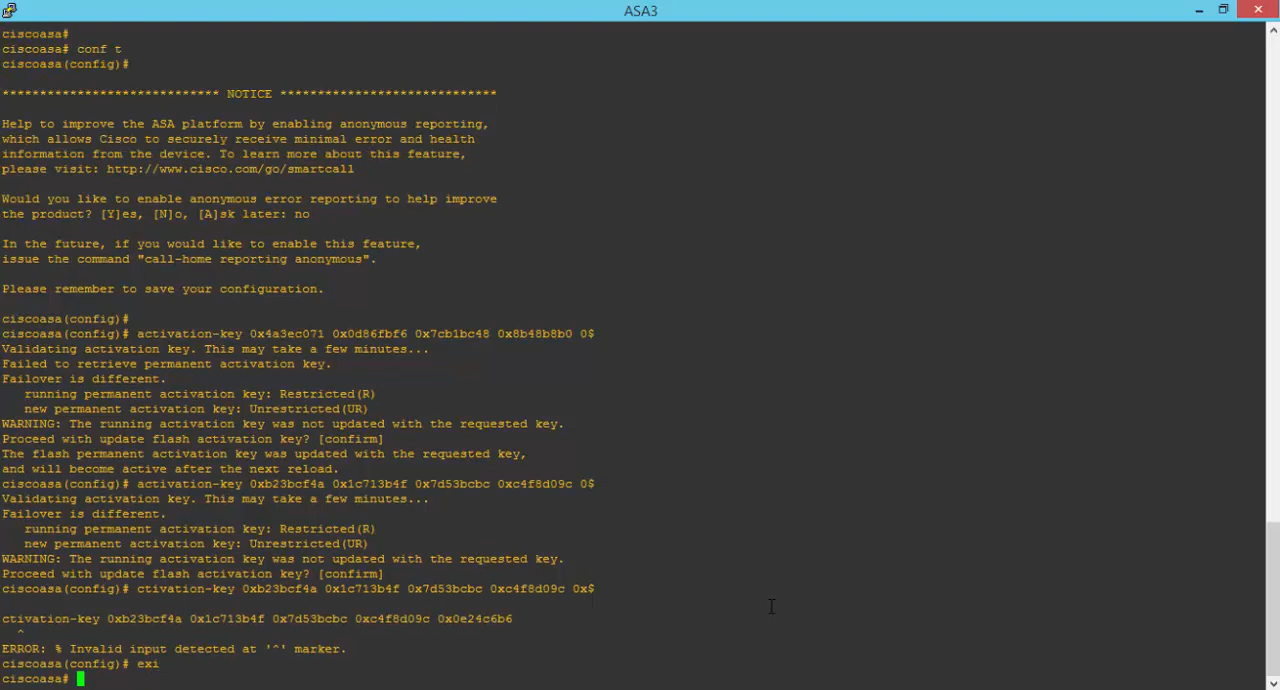 ASA3
ciscoasa#
ciscoasa# conf t
ciscoasa(config)#
***************************** NOTICE *****************************
Help to improve the ASA platform by enabling anonymous reporting,
which allows Cisco to securely receive minimal error and health
information from the device. To learn more about this feature,
please visit: http://www.cisco.com/go/smartcall
Would you like to enable anonymous error reporting to help improve
the product? [Y]es, [N]o, [A]sk later: no
In the future, if you would like to enable this feature,
issue the command "call-home reporting anonymous".
Please remember to save your configuration.
ciscoasa(config)#
ciscoasa(config)# activation-key 0x4a3ec071 0x0d86fbf6 0x7cb1bc48 0x8b48b8b0 0$
Validating activation key. This may take a few minutes...
Failed to retrieve permanent activation key.
Failover is different.
running permanent activation key: Restricted(R)
new permanent activation key: Unrestricted(UR)
WARNING: The running activation key was not updated with the requested key.
Proceed with update flash activation key? [confirm]
The flash permanent activation key was updated with the requested key,
and will become active after the next reload.
ciscoasa(config)# activation-key 0xb23bcf4a 0x1c713b4f 0x7d53bcbc 0xc4f8d09c 0$
Validating activation key. This may take a few minutes...
Failover is different.
running permanent activation key: Restricted(R)
new permanent activation key: Unrestricted(UR)
WARNING: The running activation key was not updated with the requested key.
Proceed with update flash activation key? [confirm]
ciscoasa(config)# ctivation-key 0xb23bcf4a 0x1c713b4f 0x7d53bcbc 0xc4f8d09c 0x$
ctivation-key 0xb23bcf4a 0x1c713b4f 0x7d53bcbc 0xc4f8d09c 0x0e24c6b6
^
ERROR: % Invalid input detected at '^' marker.
ciscoasa(config)# exi
ciscoasa#